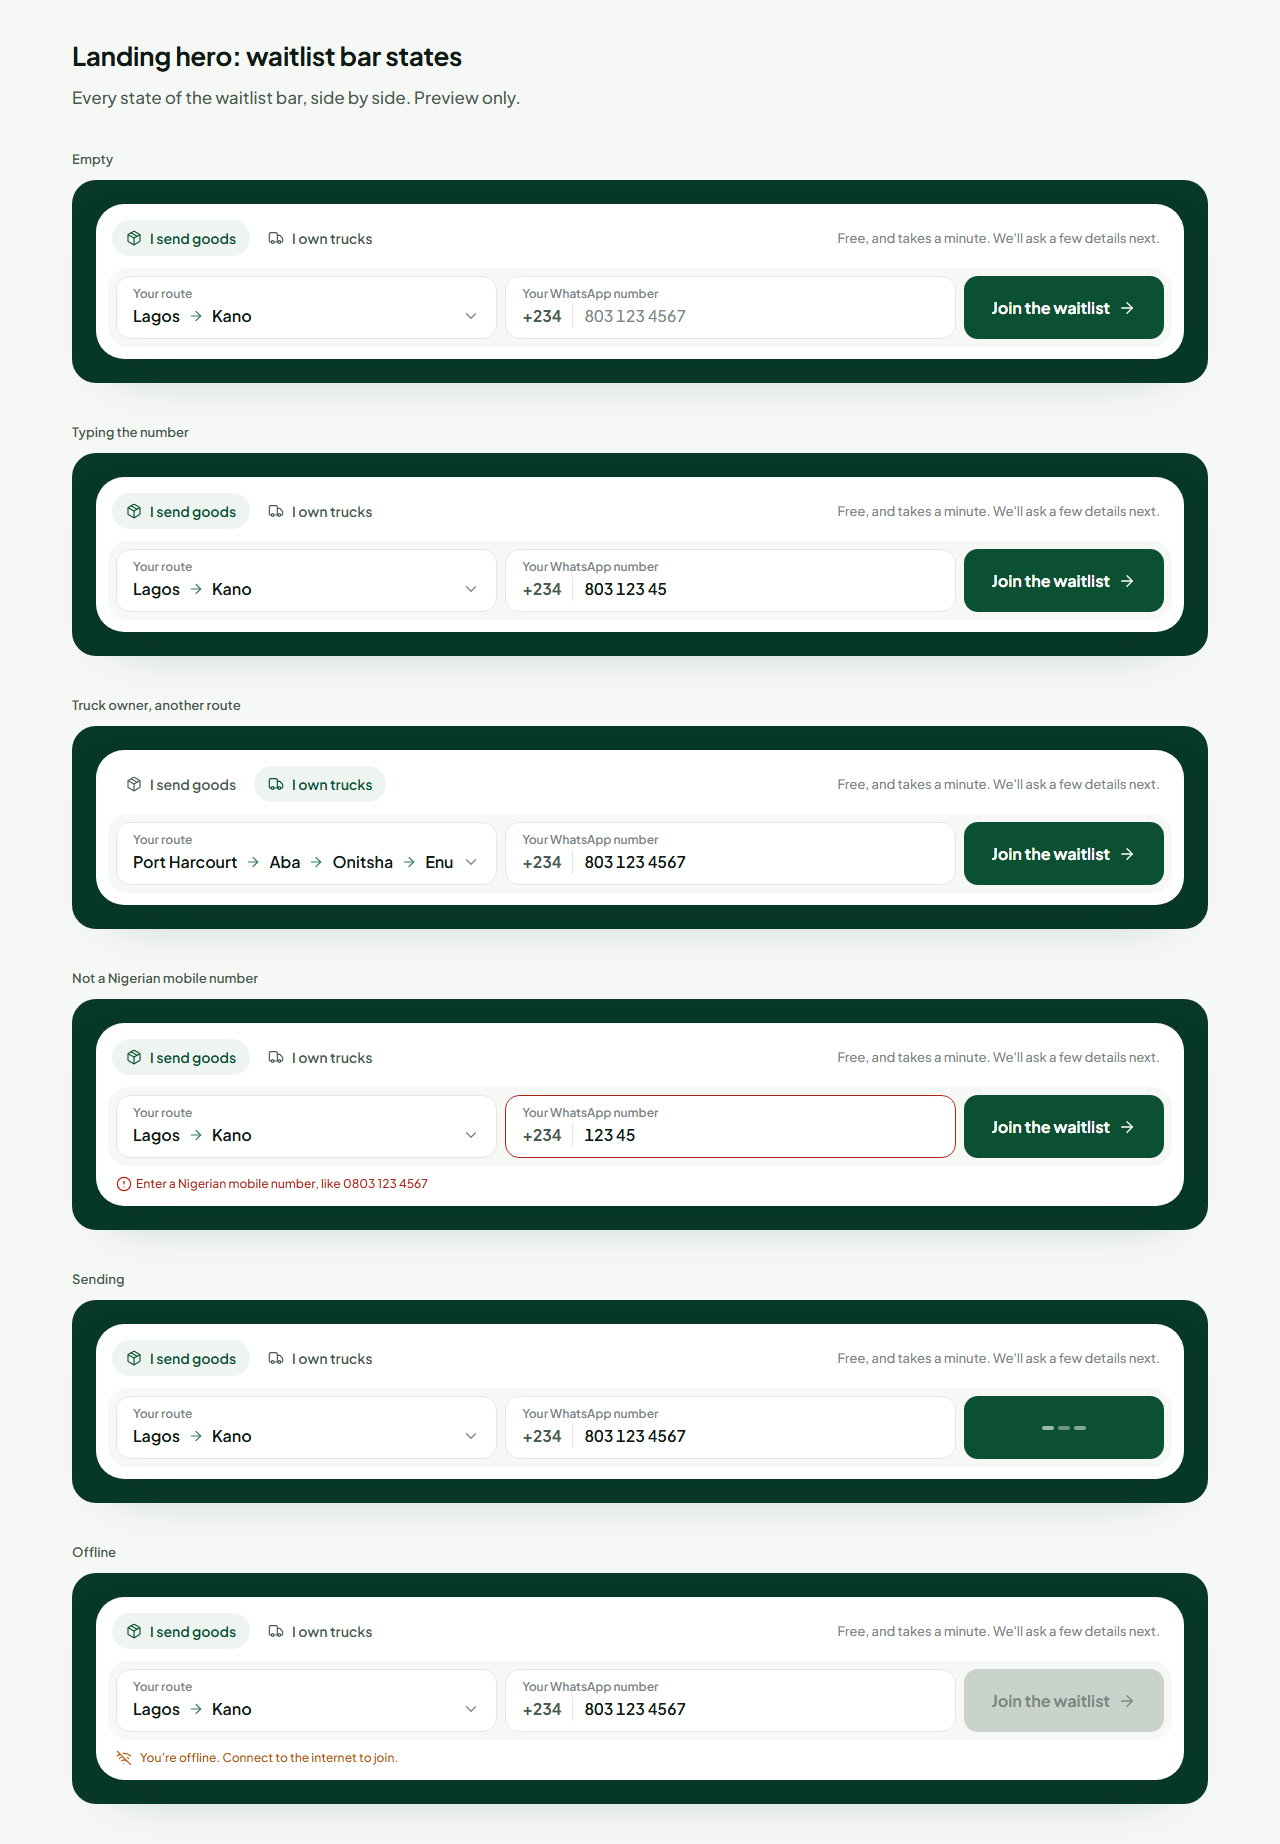 Landing hero: waitlist bar states
Every state of the waitlist bar, side by side. Preview only.
Empty
I send goods
I own trucks
Free, and takes a minute. We'll ask a few details next.
Your route
Lagos → Kano
Your WhatsApp number
+234 803 123 4567
Join the waitlist →
Typing the number
I send goods
I own trucks
Free, and takes a minute. We'll ask a few details next.
Your route
Lagos → Kano
Your WhatsApp number
+234 803 123 45
Join the waitlist →
Truck owner, another route
I send goods
I own trucks
Free, and takes a minute. We'll ask a few details next.
Your route
Port Harcourt → Aba → Onitsha → Enu
Your WhatsApp number
+234 803 123 4567
Join the waitlist →
Not a Nigerian mobile number
I send goods
I own trucks
Free, and takes a minute. We'll ask a few details next.
Your route
Lagos → Kano
Your WhatsApp number
+234 123 45
Join the waitlist →
Enter a Nigerian mobile number, like 0803 123 4567
Sending
I send goods
I own trucks
Free, and takes a minute. We'll ask a few details next.
Your route
Lagos → Kano
Your WhatsApp number
+234 803 123 4567
Offline
I send goods
I own trucks
Free, and takes a minute. We'll ask a few details next.
Your route
Lagos → Kano
Your WhatsApp number
+234 803 123 4567
Join the waitlist →
You're offline. Connect to the internet to join.